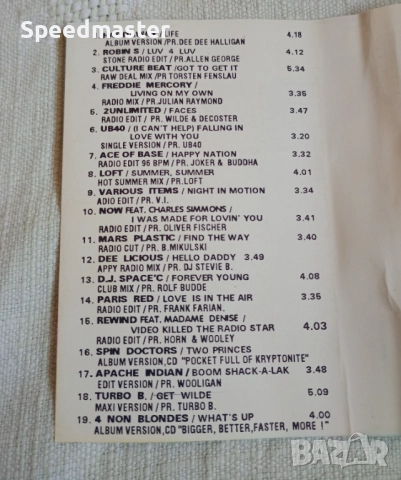 Speedmaster
LIFE 4.18
ALBUM VERSION /PR.DEE DEE HALLIGAN
2. ROBIN S / LUV 4 LUV 4.12
STONE RADIO EDIT / PR.ALLEN GEORGE
3. CULTURE BEAT /GOT TO GET IT 5.34
RAW DEAL MIX / PR TORSTEN FENSLAU
4. FREDDIE MERCORY /
LIVING ON MY OWN 3.35
RADIO MIX / PR JULIAN RAYMOND
5. 2UNLIMITED / FACES 3.47
RADIO EDIT / PR. WILDE & DECOSTER
6. UB40 / (I CAN'T HELP) FALLING IN
LOVE WITH YOU 3.20
SINGLE VERSION / PR. UB40
7. ACE OF BASE / HAPPY NATION 3.32
RADIO EDIT 96 BPM / PR. JOKER & BUDDHA
8. LOFT / SUMMER, SUMMER 4.01
HOT SUMMER MIX / PR.LOFT
9. VARIOUS ITEMS / NIGHT IN MOTION 4.34
RADIO EDIT / PR. V.I.
10. NOW FEAT. CHARLES SIMMONS /
I WAS MADE FOR LOVIN' YOU 3.41
RADIO EDIT / PR. OLIVER FISCHER
11. MARS PLASTIC / FIND THE WAY 3.40
RADIO CUT / PR. B.MIKULSKI
12. DEE LICIOUS / HELLO DADDY 3.49
APPY RADIO MIX / PR. DJ STEVIE B.
13. D.J. SPACE'C / FOREVER YOUNG 4.08
CLUB MIX / PR. ROLF BUDDE
14. PARIS RED / LOVE IS IN THE AIR 3.35
RADIO EDIT / PR. FRANK FARIAN.
15. REWIND FEAT. MADAME DENISE /
VIDEO KILLED THE RADIO STAR 4.03
RADIO EDIT / PR. HORN & WOOLEY
16. SPIN DOCTORS / TWO PRINCES
ALBUM VERSION,CD "POCKET FULL OF KRYPTONITE"
17. APACHE INDIAN / BOOM SHACK-A-LAK 3.48
EDIT VERSION / PR. WOOLIGAN
18. TURBO B. /GET WILDE 5.09
MAXI VERSION / PR. TURBO B.
19. 4 NON BLONDES / WHAT'S UP 4.00
ALBUM VERSION,CD "BIGGER, BETTER,FASTER, MORE !"
BAZAR